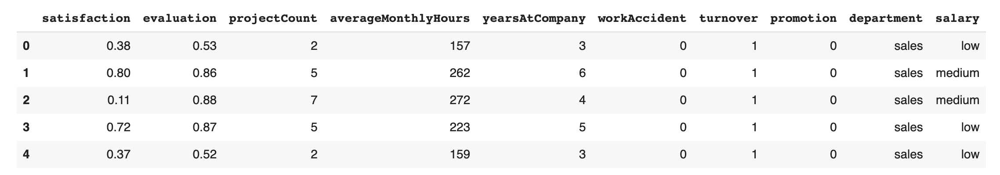 satisfaction evaluation projectCount averageMonthlyHours yearsAtCompany workAccident turnover promotion department salary
0 0.38 0.53 2 157 3 0 1 0 sales low
1 0.80 0.86 5 262 6 0 1 0 sales medium
2 0.11 0.88 7 272 4 0 1 0 sales medium
3 0.72 0.87 5 223 5 0 1 0 sales low
4 0.37 0.52 2 159 3 0 1 0 sales low